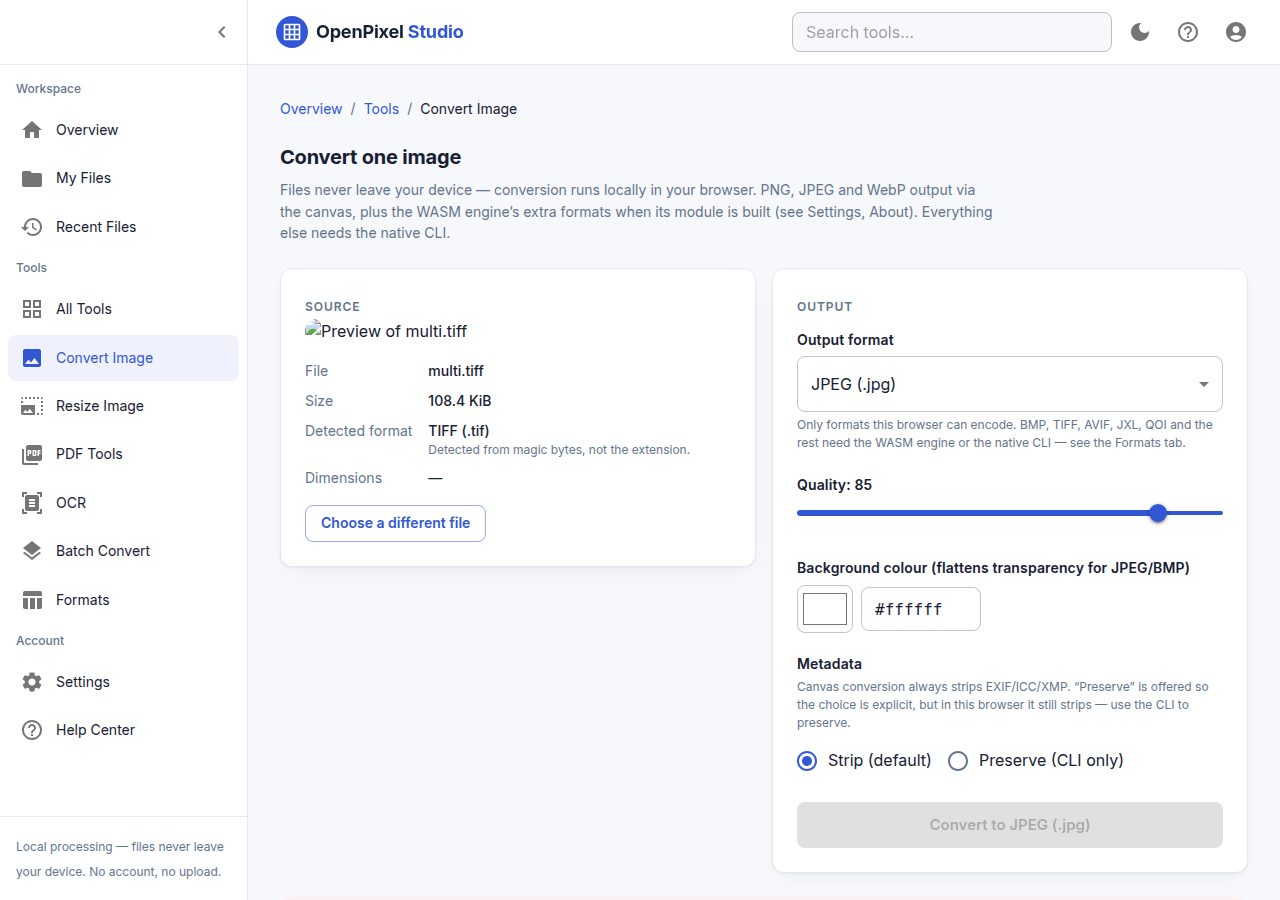 OpenPixel Studio
Search tools...
Workspace
Overview
My Files
Recent Files
Tools
All Tools
Convert Image
Resize Image
PDF Tools
OCR
Batch Convert
Formats
Account
Settings
Help Center
Local processing — files never leave
your device. No account, no upload.
Overview / Tools / Convert Image
Convert one image
Files never leave your device — conversion runs locally in your browser. PNG, JPEG and WebP output via
the canvas, plus the WASM engine’s extra formats when its module is built (see Settings, About). Everything
else needs the native CLI.
SOURCE
Preview of multi.tiff
File multi.tiff
Size 108.4 KiB
Detected format TIFF (.tif)
Detected from magic bytes, not the extension.
Dimensions —
Choose a different file
OUTPUT
Output format
JPEG (.jpg)
Only formats this browser can encode. BMP, TIFF, AVIF, JXL, QOI and the
rest need the WASM engine or the native CLI — see the Formats tab.
Quality: 85
Background colour (flattens transparency for JPEG/BMP)
#ffffff
Metadata
Canvas conversion always strips EXIF/ICC/XMP. “Preserve” is offered so
the choice is explicit, but in this browser it still strips — use the CLI to
preserve.
Strip (default) Preserve (CLI only)
Convert to JPEG (.jpg)